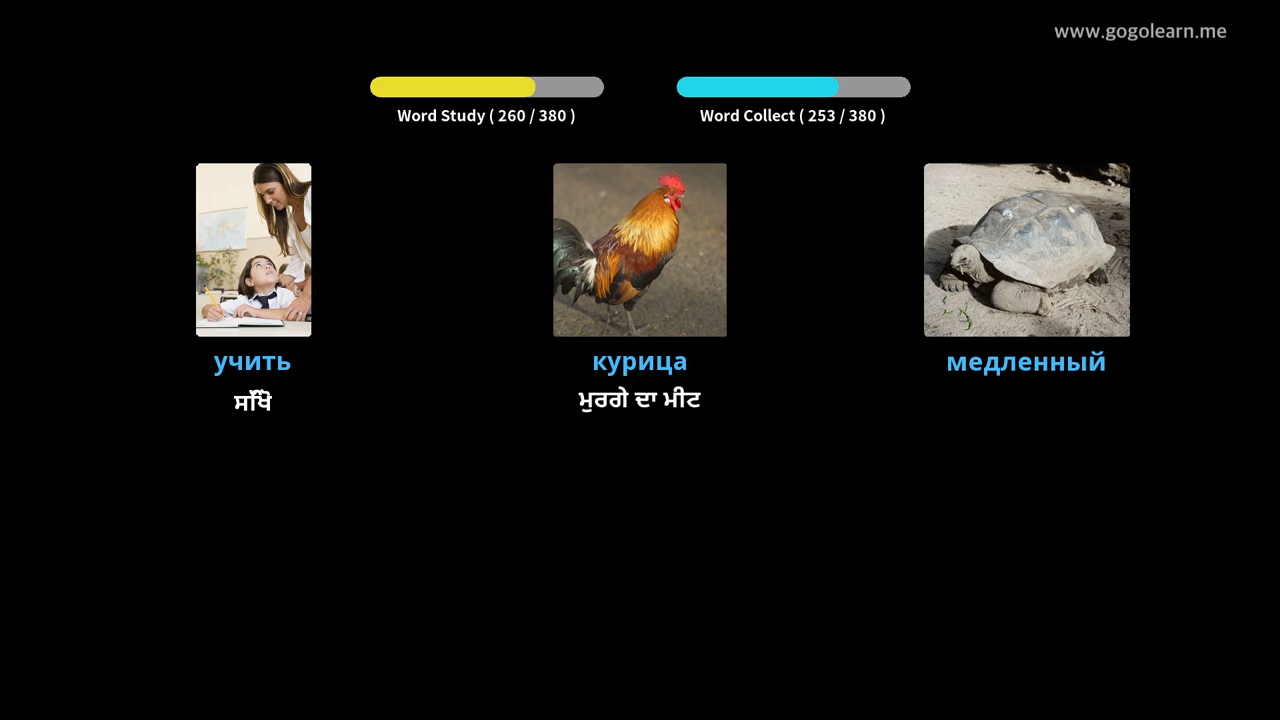 www.gogolearn.me
Word Study ( 260 / 380 )
Word Collect ( 253 / 380 )
учить
курица
медленный
ਮੁਰਗੇ ਦਾ ਮੀਟ